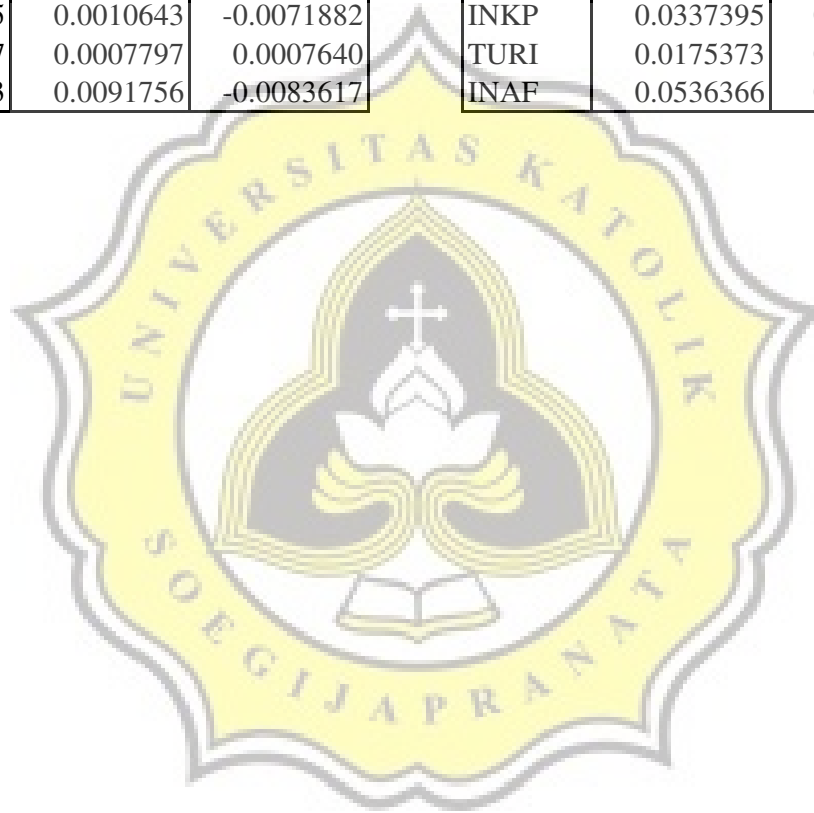 0.0010643 -0.0071882 INKP 0.0337395
0.0007797 0.0007640 TURI 0.0175373
0.0091756 -0.0083617 INAF 0.0536366
UNIVERSITAS KATOLIK
SOEGIJAPRANATA